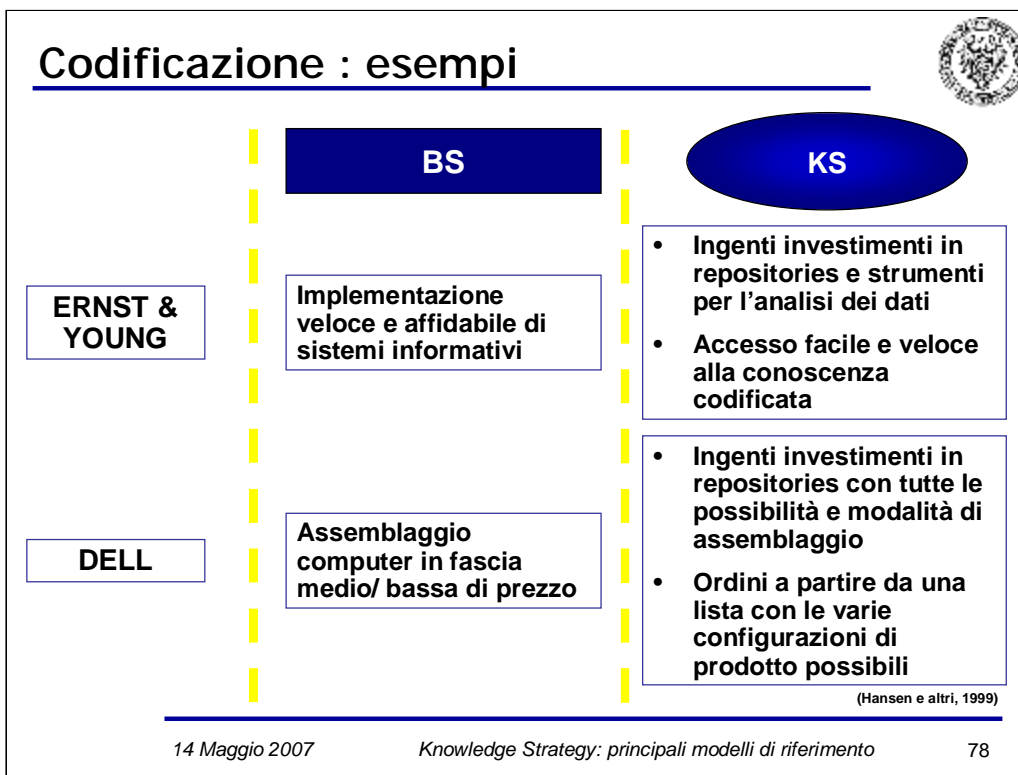 Codificazione : esempi
BS
KS
ERNST &
YOUNG
Implementazione
veloce e affidabile di
sistemi informativi
• Ingenti investimenti in
repositories e strumenti
per l'analisi dei dati
• Accesso facile e veloce
alla conoscenza
codificata
DELL
Assemblaggio
computer in fascia
medio/ bassa di prezzo
• Ingenti investimenti in
repositories con tutte le
possibilità e modalità di
assemblaggio
• Ordini a partire da una
lista con le varie
configurazioni di
prodotto possibili
(Hansen e altri, 1999)
14 Maggio 2007 Knowledge Strategy: principali modelli di riferimento 78